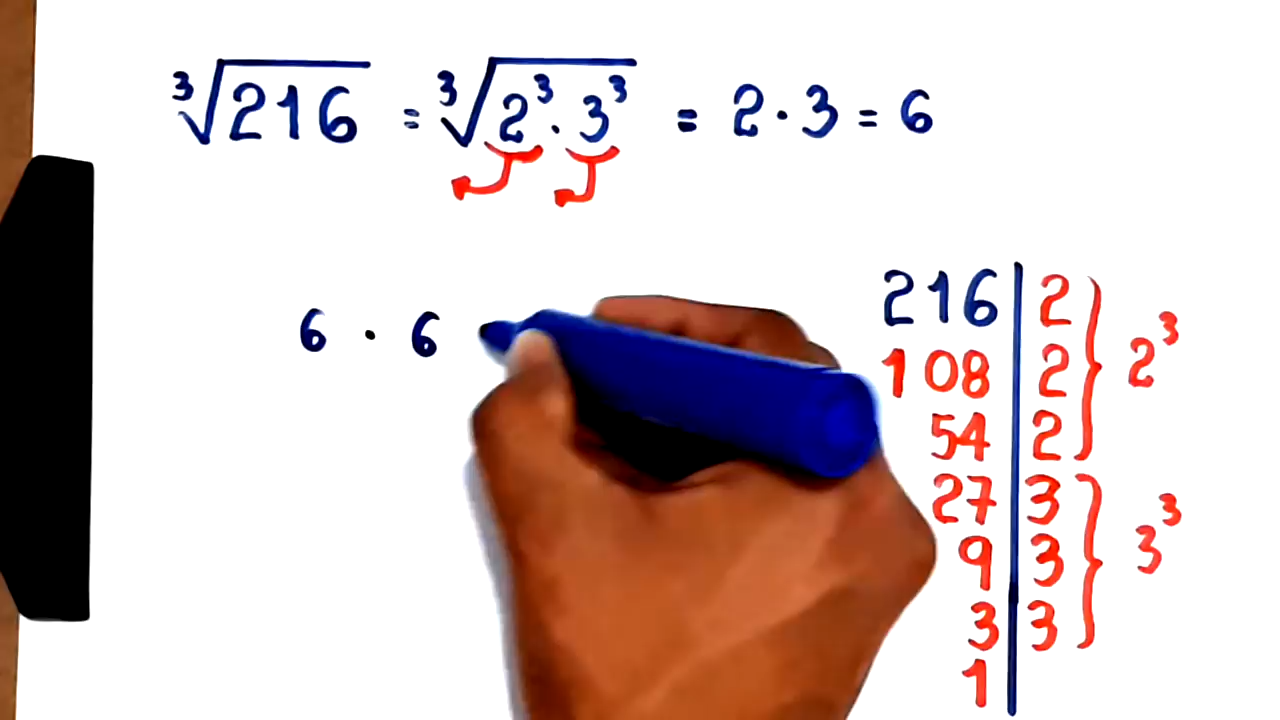 ∛216 = ∛2³ · 3³ = 2 · 3 = 6
6 · 6
216 | 2
108 | 2 } 2³
54 | 2
27 | 3
9 | 3 } 3³
3 | 3
1